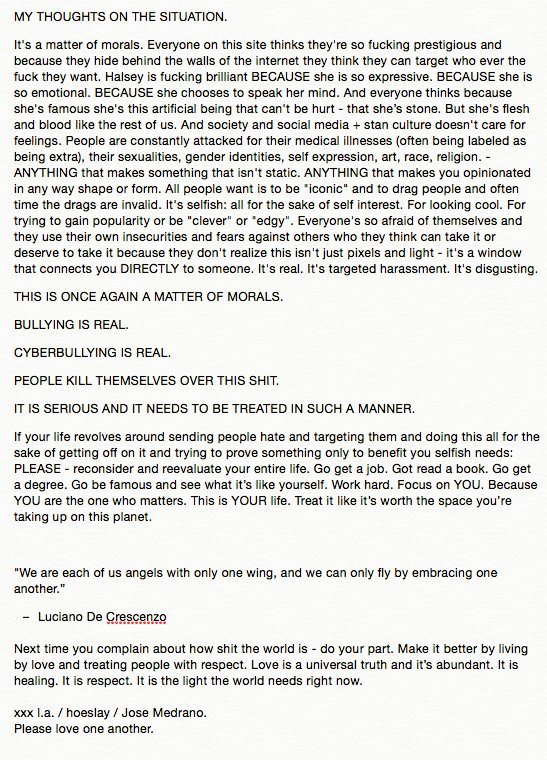 MY THOUGHTS ON THE SITUATION.
It's a matter of morals. Everyone on this site thinks they're so fucking prestigious and
because they hide behind the walls of the internet they think they can target who ever the
fuck they want. Halsey is fucking brilliant BECAUSE she is so expressive. BECAUSE she is
so emotional. BECAUSE she chooses to speak her mind. And everyone thinks because
she's famous she's this artificial being that can't be hurt - that she's stone. But she's flesh
and blood like the rest of us. And society and social media + stan culture doesn't care for
feelings. People are constantly attacked for their medical illnesses (often being labeled as
being extra), their sexualities, gender identities, self expression, art, race, religion. -
ANYTHING that makes something that isn't static. ANYTHING that makes you opinionated
in any way shape or form. All people want is to be "iconic" and to drag people and often
time the drags are invalid. It's selfish: all for the sake of self interest. For looking cool. For
trying to gain popularity or be "clever" or "edgy". Everyone's so afraid of themselves and
they use their own insecurities and fears against others who they think can take it or
deserve to take it because they don't realize this isn't just pixels and light - it's a window
that connects you DIRECTLY to someone. It's real. It's targeted harassment. It's disgusting.
THIS IS ONCE AGAIN A MATTER OF MORALS.
BULLYING IS REAL.
CYBERBULLYING IS REAL.
PEOPLE KILL THEMSELVES OVER THIS SHIT.
IT IS SERIOUS AND IT NEEDS TO BE TREATED IN SUCH A MANNER.
If your life revolves around sending people hate and targeting them and doing this all for the
sake of getting off on it and trying to prove something only to benefit you selfish needs:
PLEASE - reconsider and reevaluate your entire life. Go get a job. Got read a book. Go get
a degree. Go be famous and see what it's like yourself. Work hard. Focus on YOU. Because
YOU are the one who matters. This is YOUR life. Treat it like it's worth the space you're
taking up on this planet.
"We are each of us angels with only one wing, and we can only fly by embracing one
another."
– Luciano De Crescenzo
Next time you complain about how shit the world is - do your part. Make it better by living
by love and treating people with respect. Love is a universal truth and it's abundant. It is
healing. It is respect. It is the light the world needs right now.
xxx l.a. / hoeslay / Jose Medrano.
Please love one another.